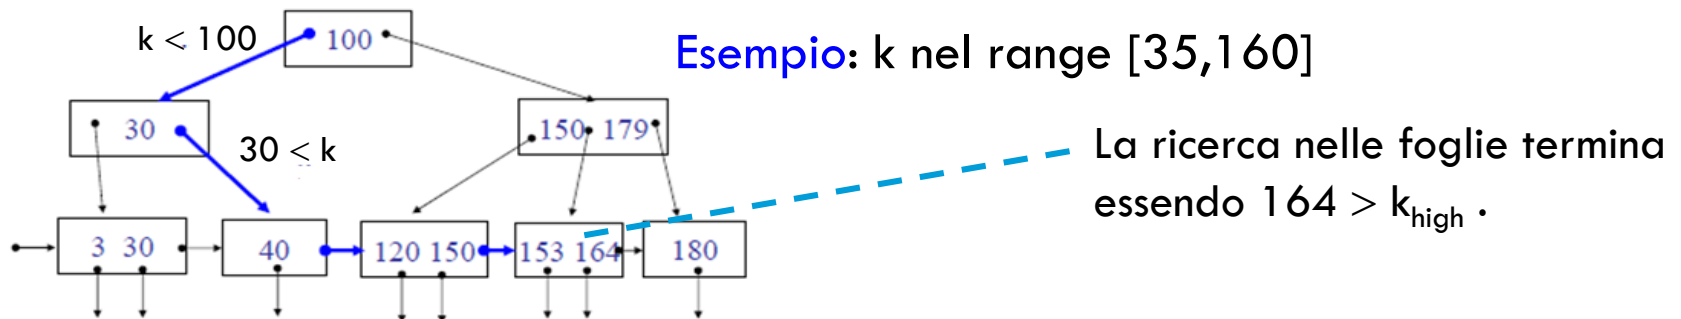 k < 100
100
Esempio: k nel range [35,160]
30
30 < k
150 179
La ricerca nelle foglie termina
essendo 164 > khigh .
3 30
40
120 150
153 164
180